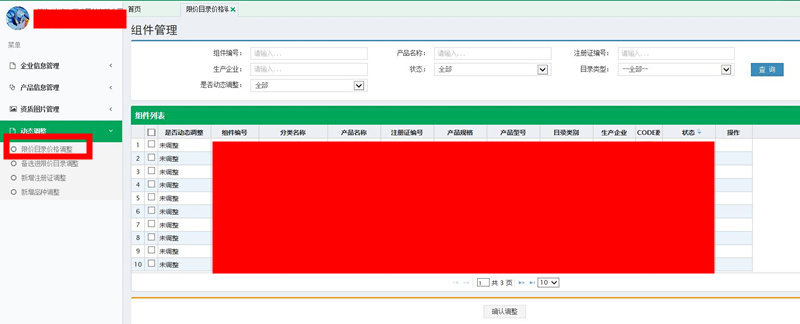 首页
限价目录价格调
组件管理
菜单
企业信息管理
产品信息管理
资质图片管理
动态调整
限价目录价格调整
备选进限价目录调整
新增注册证调整
新增品种调整
组件编号： 请输入... 产品名称： 请输入... 注册证编号： 请输入...
生产企业： 请输入... 状态： 全部 目录类型： --全部-- 查 询
是否动态调整： 全部
组件列表
是否动态调整 组件编号 分类名称 产品名称 注册证编号 产品规格 产品型号 目录类别 生产企业 CODE 状态 操作
1 未调整
2 未调整
3 未调整
4 未调整
5 未调整
6 未调整
7 未调整
8 未调整
9 未调整
10 未调整
1 共 3 页 10
确认调整